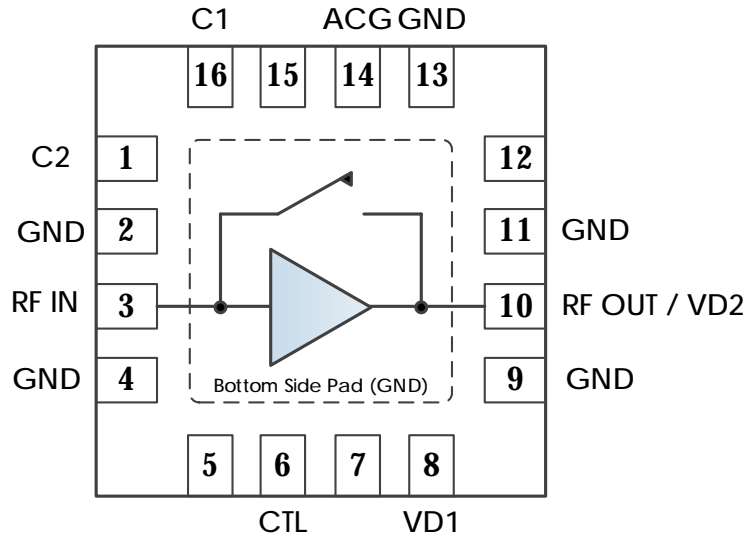 C1 ACG GND
16 15 14 13
C2 1 12
GND 2 11 GND
RF IN 3 10 RF OUT / VD2
GND 4 9 GND
Bottom Side Pad (GND)
5 6 7 8
CTL VD1